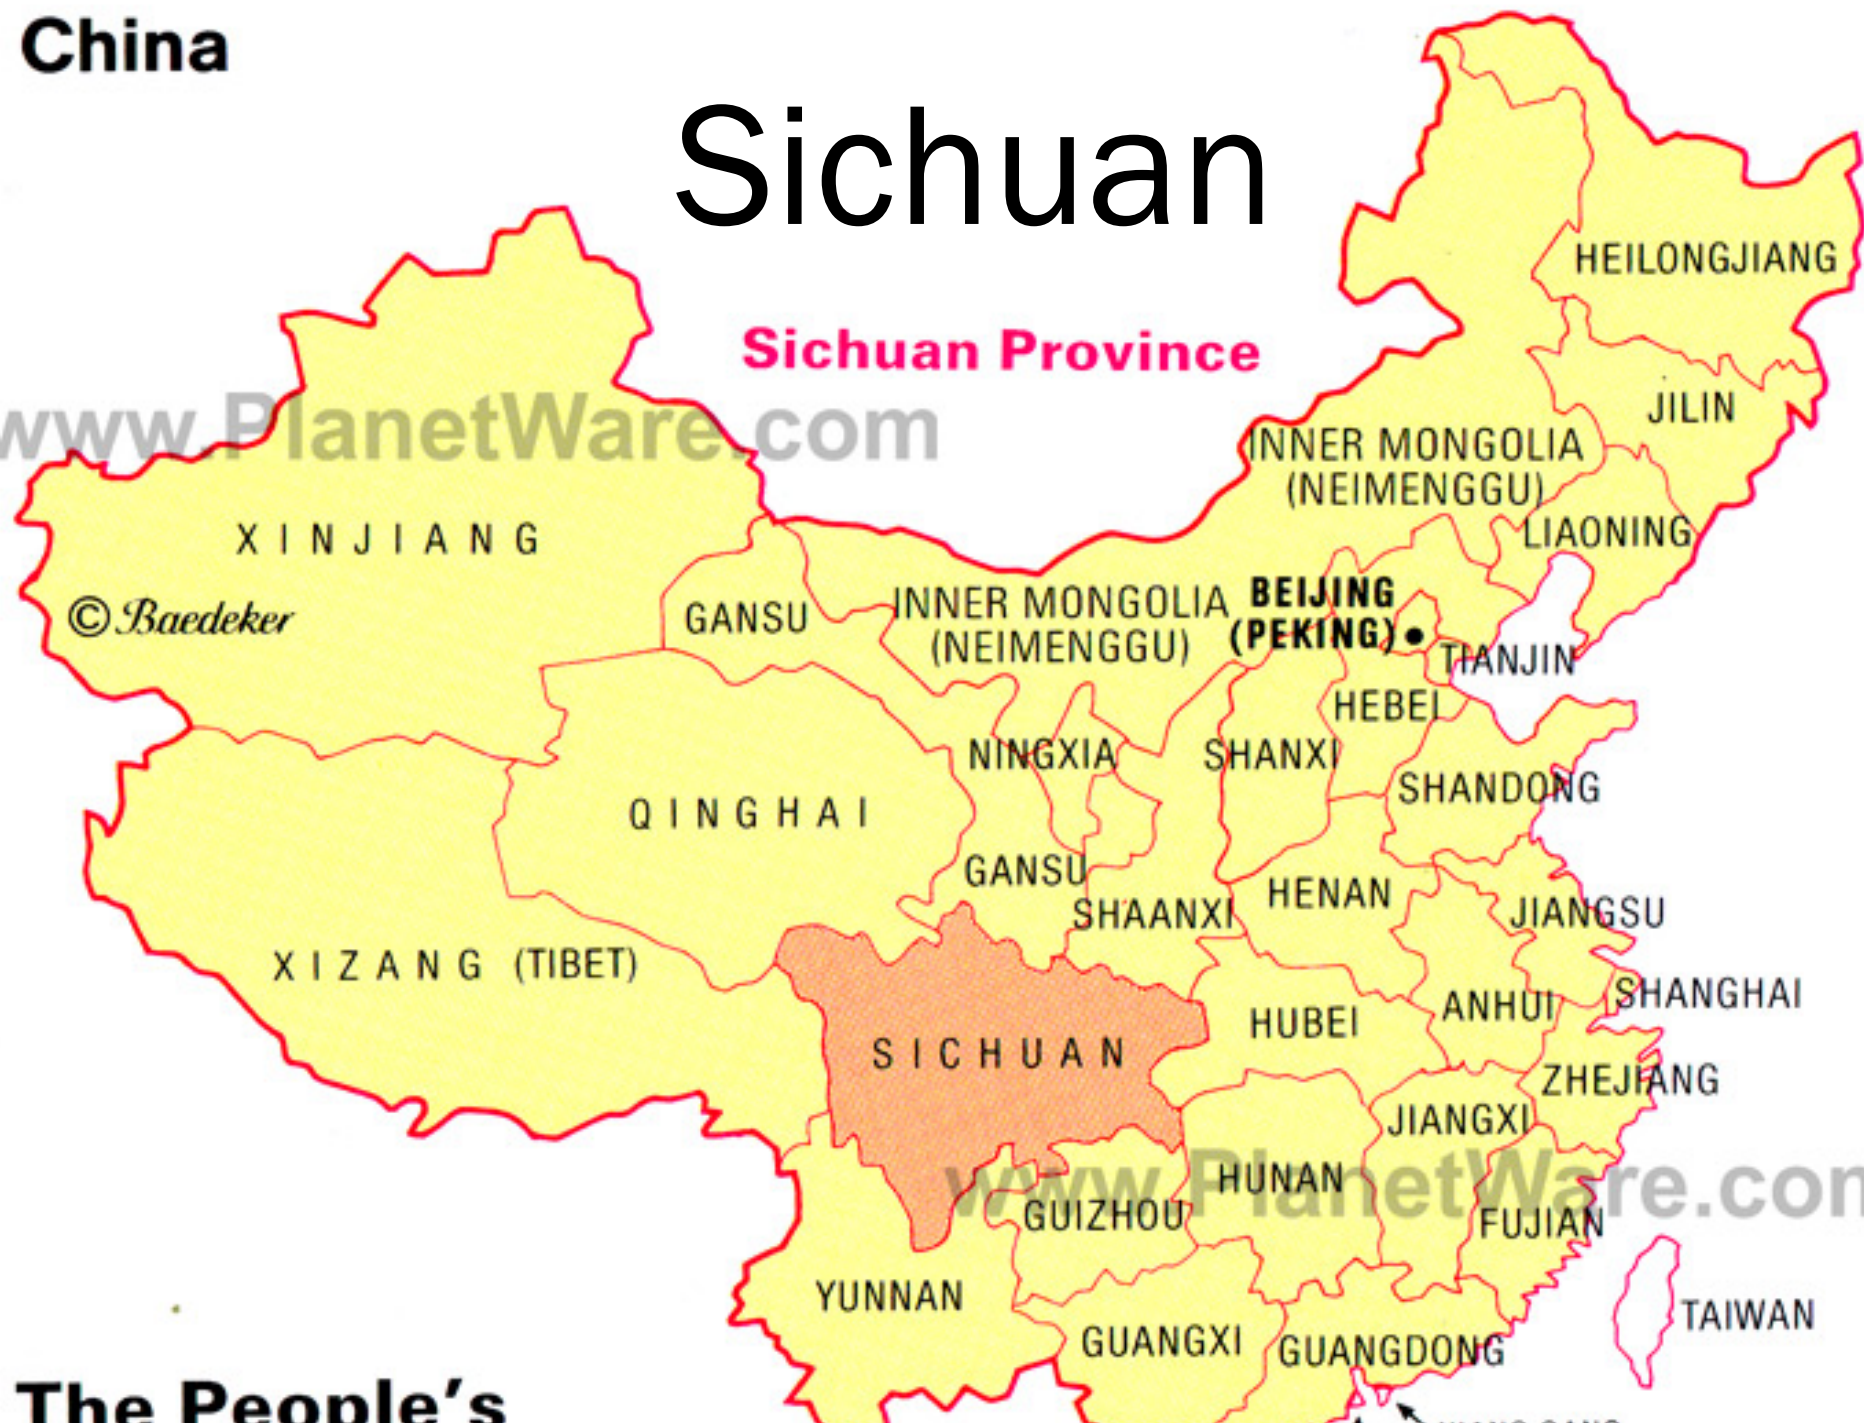 China
Sichuan
HEILONGJIANG
Sichuan Province
JILIN
www.PlanetWare.com
INNER MONGOLIA
(NEIMENGGU)
LIAONING
XINJIANG
© Baedeker
GANSU
INNER MONGOLIA
(NEIMENGGU)
BEIJING
(PEKING)
TIANJIN
HEBEI
NINGXIA
SHANXI
SHANDONG
QINGHAI
GANSU
SHAANXI
HENAN
JIANGSU
XIZANG (TIBET)
SHANGHAI
ANHUI
HUBEI
SICHUAN
ZHEJIANG
JIANGXI
www.PlanetWare.com
HUNAN
GUIZHOU
FUJIAN
YUNNAN
TAIWAN
GUANGXI
GUANGDONG
The People's